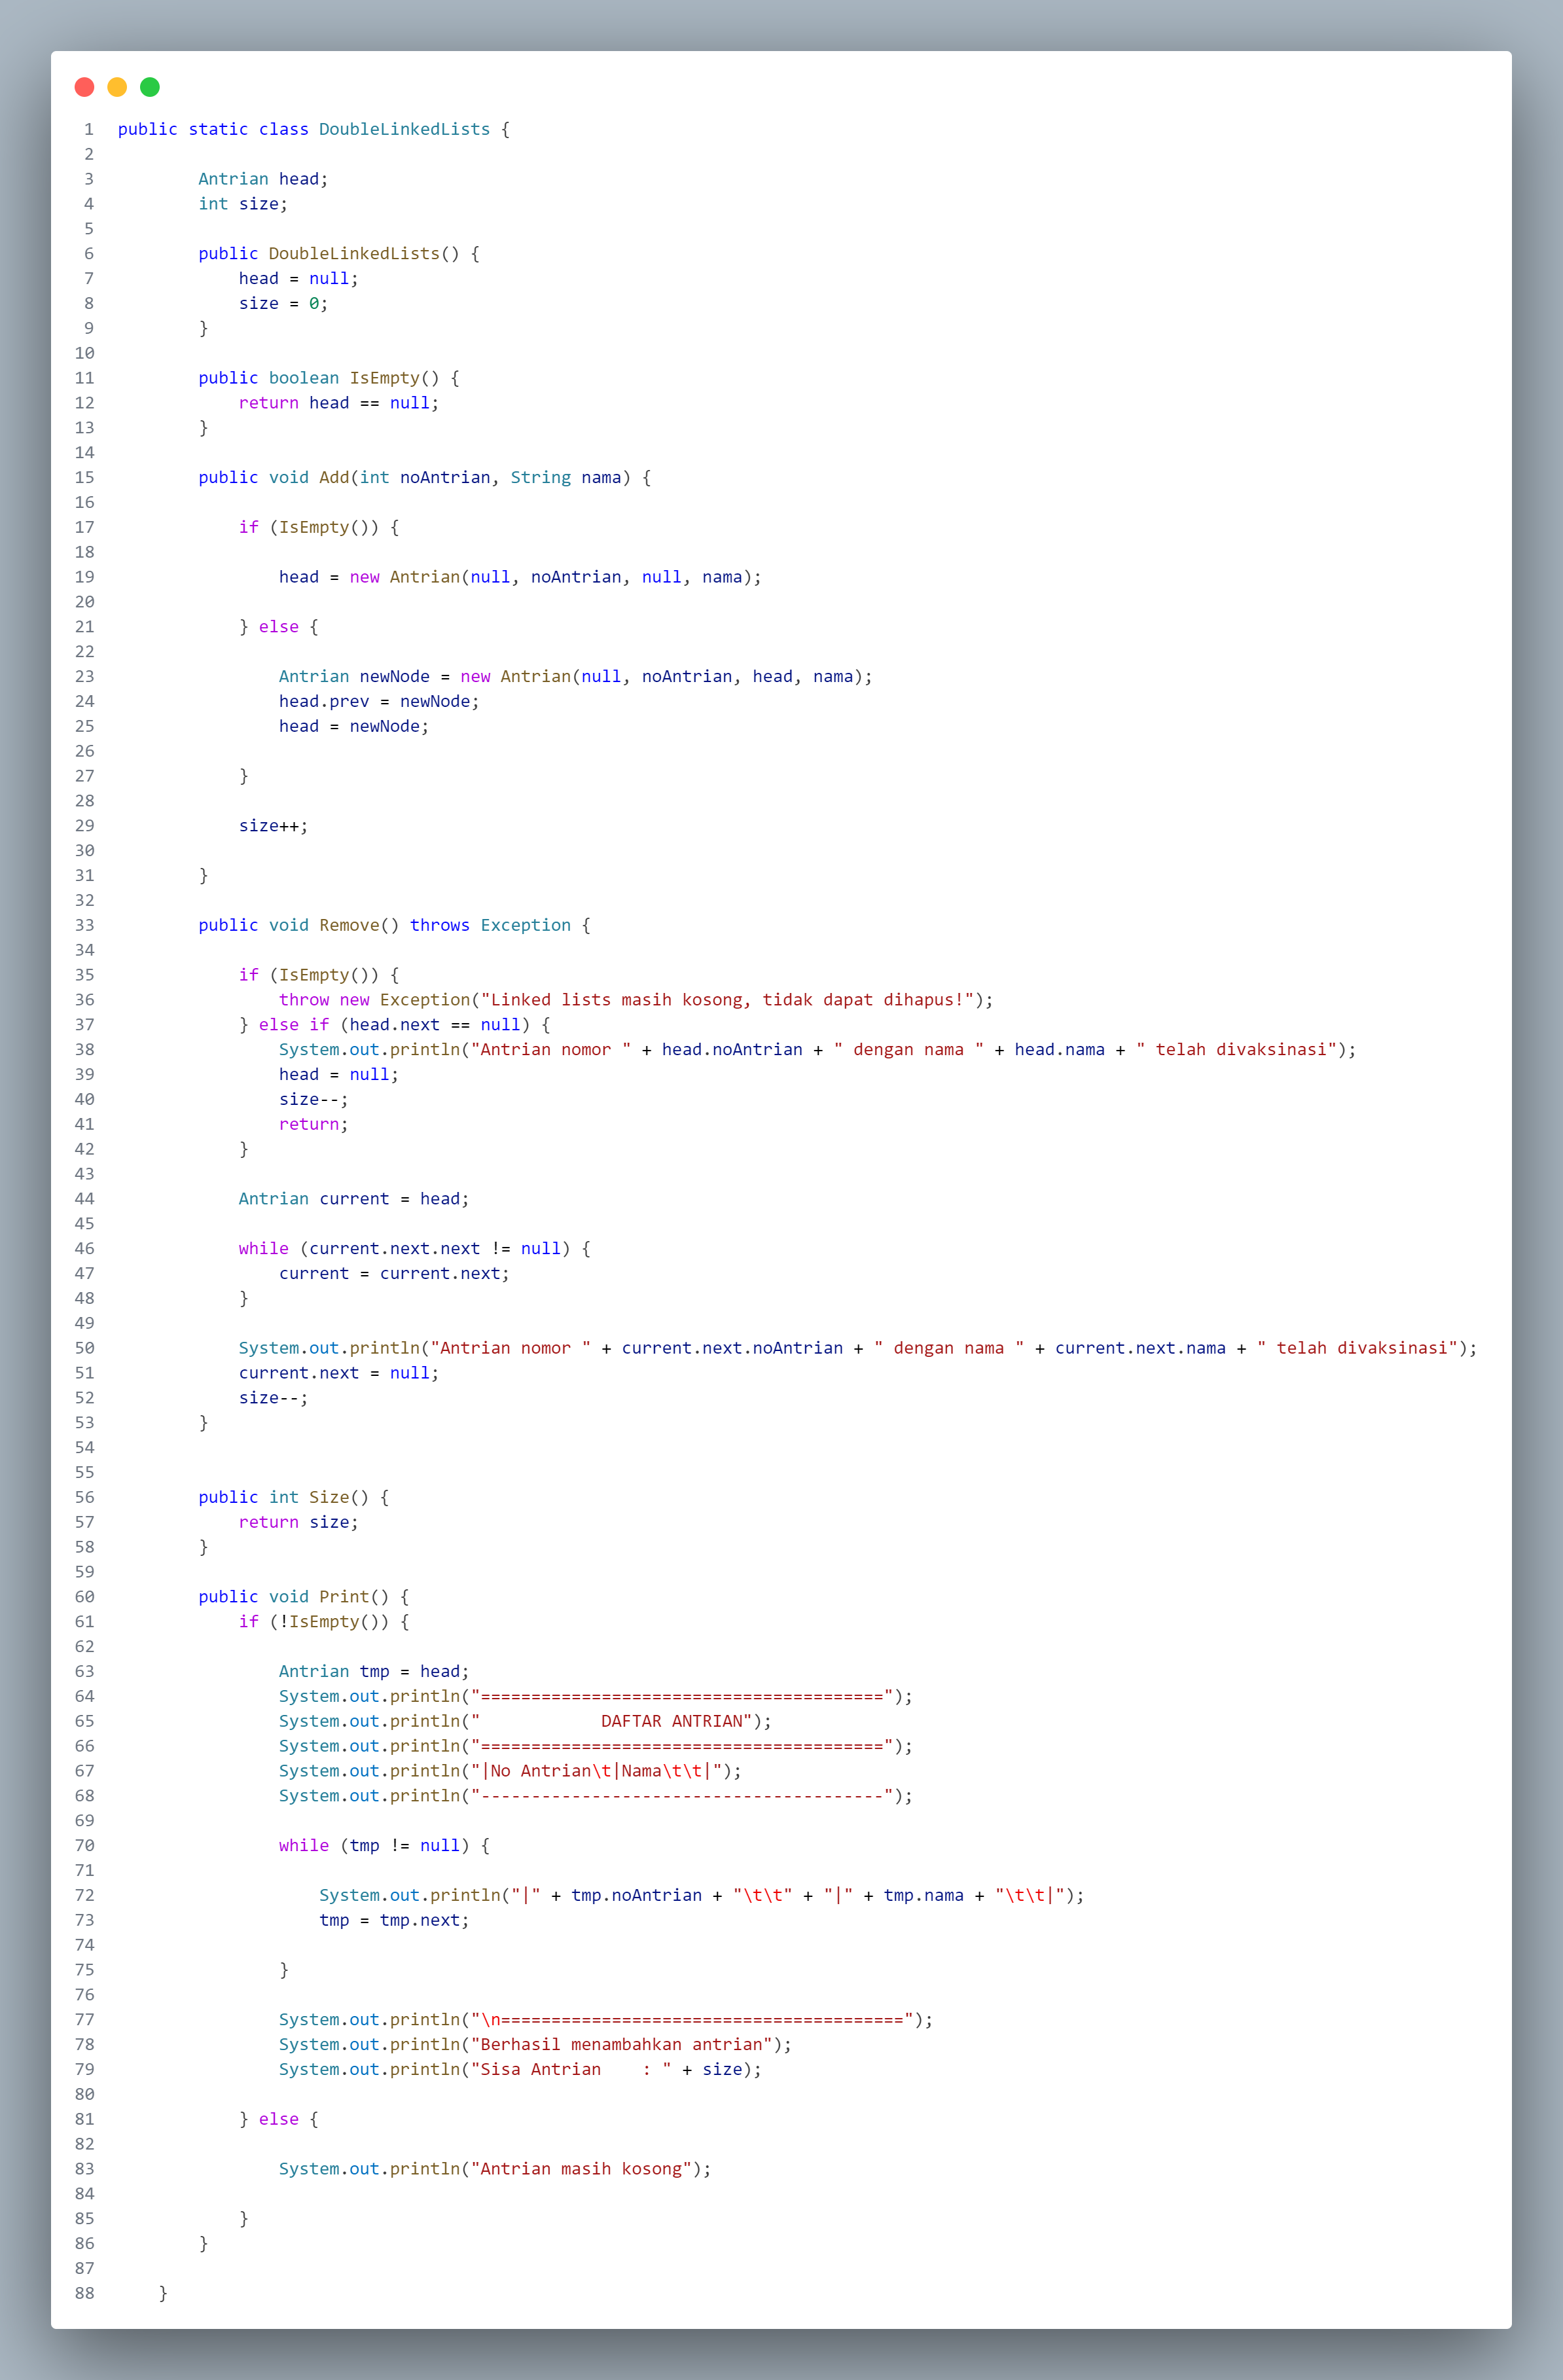 1 public static class DoubleLinkedLists {
2
3         Antrian head;
4         int size;
5
6         public DoubleLinkedLists() {
7             head = null;
8             size = 0;
9         }
10
11         public boolean IsEmpty() {
12             return head == null;
13         }
14
15         public void Add(int noAntrian, String nama) {
16
17             if (IsEmpty()) {
18
19                 head = new Antrian(null, noAntrian, null, nama);
20
21             } else {
22
23                 Antrian newNode = new Antrian(null, noAntrian, head, nama);
24                 head.prev = newNode;
25                 head = newNode;
26
27             }
28
29             size++;
30
31         }
32
33         public void Remove() throws Exception {
34
35             if (IsEmpty()) {
36                 throw new Exception("Linked lists masih kosong, tidak dapat dihapus!");
37             } else if (head.next == null) {
38                 System.out.println("Antrian nomor " + head.noAntrian + " dengan nama " + head.nama + " telah divaksinasi");
39                 head = null;
40                 size--;
41                 return;
42             }
43
44             Antrian current = head;
45
46             while (current.next.next != null) {
47                 current = current.next;
48             }
49
50             System.out.println("Antrian nomor " + current.next.noAntrian + " dengan nama " + current.next.nama + " telah divaksinasi");
51             current.next = null;
52             size--;
53         }
54
55
56         public int Size() {
57             return size;
58         }
59
60         public void Print() {
61             if (!IsEmpty()) {
62
63                 Antrian tmp = head;
64                 System.out.println("========================================");
65                 System.out.println("            DAFTAR ANTRIAN");
66                 System.out.println("========================================");
67                 System.out.println("|No Antrian\t|Nama\t\t|");
68                 System.out.println("----------------------------------------");
69
70                 while (tmp != null) {
71
72                     System.out.println("|" + tmp.noAntrian + "\t\t" + "|" + tmp.nama + "\t\t|");
73                     tmp = tmp.next;
74
75                 }
76
77                 System.out.println("\n========================================");
78                 System.out.println("Berhasil menambahkan antrian");
79                 System.out.println("Sisa Antrian    : " + size);
80
81             } else {
82
83                 System.out.println("Antrian masih kosong");
84
85             }
86         }
87
88     }